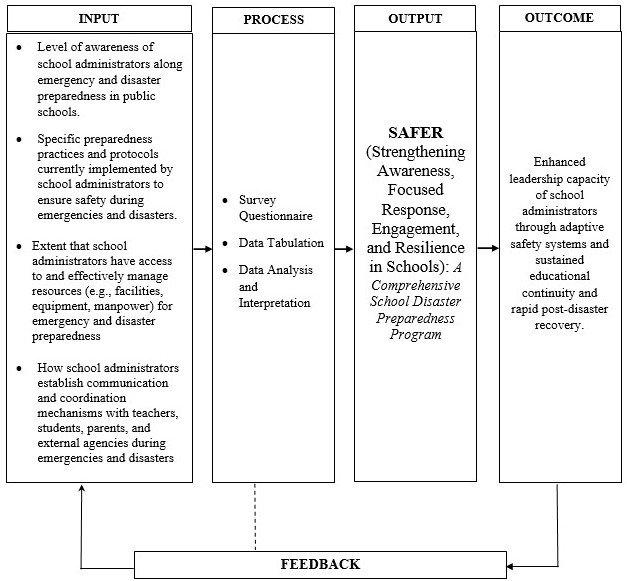 INPUT
Level of awareness of
school administrators along
emergency and disaster
preparedness in public
schools.
Specific preparedness
practices and protocols
currently implemented by
school administrators to
ensure safety during
emergencies and disasters.
Extent that school
administrators have access
to and effectively manage
resources (e.g., facilities,
equipment, manpower) for
emergency and disaster
preparedness
How school administrators
establish communication
and coordination
mechanisms with teachers,
students, parents, and
external agencies during
emergencies and disasters
PROCESS
Survey
Questionnaire
Data Tabulation
Data Analysis
and
Interpretation
OUTPUT
SAFER
(Strengthening
Awareness,
Focused
Response,
Engagement,
and Resilience
in Schools): A
Comprehensive
School Disaster
Preparedness
Program
OUTCOME
Enhanced
leadership capacity
of school
administrators
through adaptive
safety systems and
sustained
educational
continuity and
rapid post-disaster
recovery.
FEEDBACK